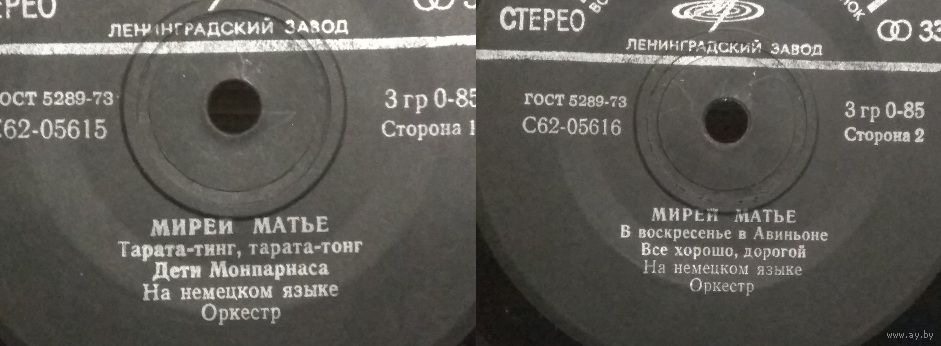 СТЕРЕО
ЛЕНИНГРАДСКИЙ ЗАВОД
ГОСТ 5289-73
С62-05615
3 гр 0-85
Сторона 1
МИРЕЙ МАТЬЕ
Тарата-тинг, тарата-тонг
Дети Монпарнаса
На немецком языке
Оркестр
СТЕРЕО
33
ЛЕНИНГРАДСКИЙ ЗАВОД
ГОСТ 5289-73
С62-05616
3 гр 0-85
Сторона 2
МИРЕЙ МАТЬЕ
В воскресенье в Авиньоне
Все хорошо, дорогой
На немецком языке
Оркестр
www.ay.by